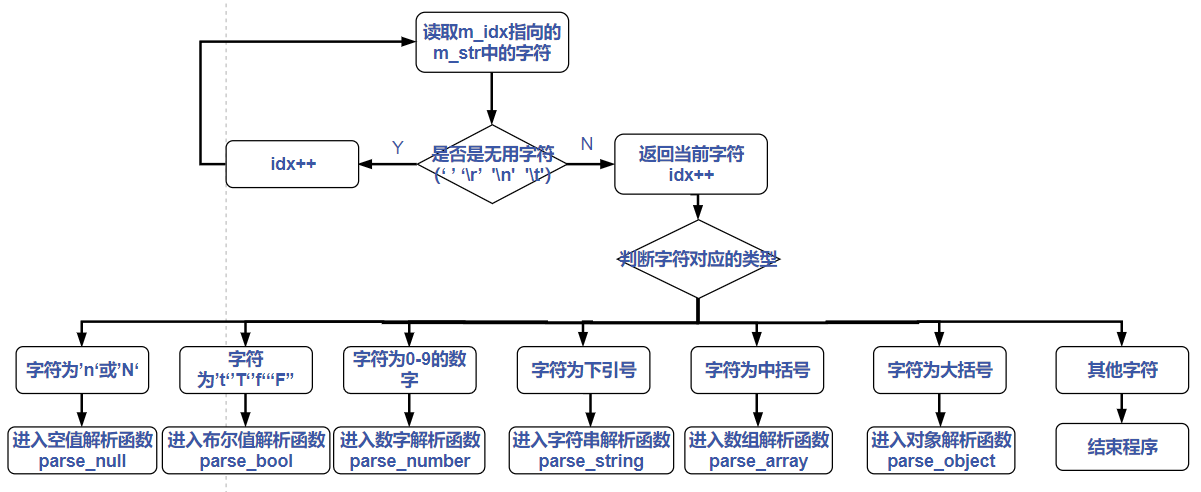 读取m_idx指向的
m_str中的字符
Y
N
是否是无用字符
(‘ ’ ‘\r’ '\n' '\t')
idx++
返回当前字符
idx++
判断字符对应的类型
字符为’n‘或’N‘
字符
为’t‘’T‘’f‘“F”
字符为0-9的数
字
字符为下引号
字符为中括号
字符为大括号
其他字符
进入空值解析函数
parse_null
进入布尔值解析函数
parse_bool
进入数字解析函数
parse_number
进入字符串解析函数
parse_string
进入数组解析函数
parse_array
进入对象解析函数
parse_object
结束程序